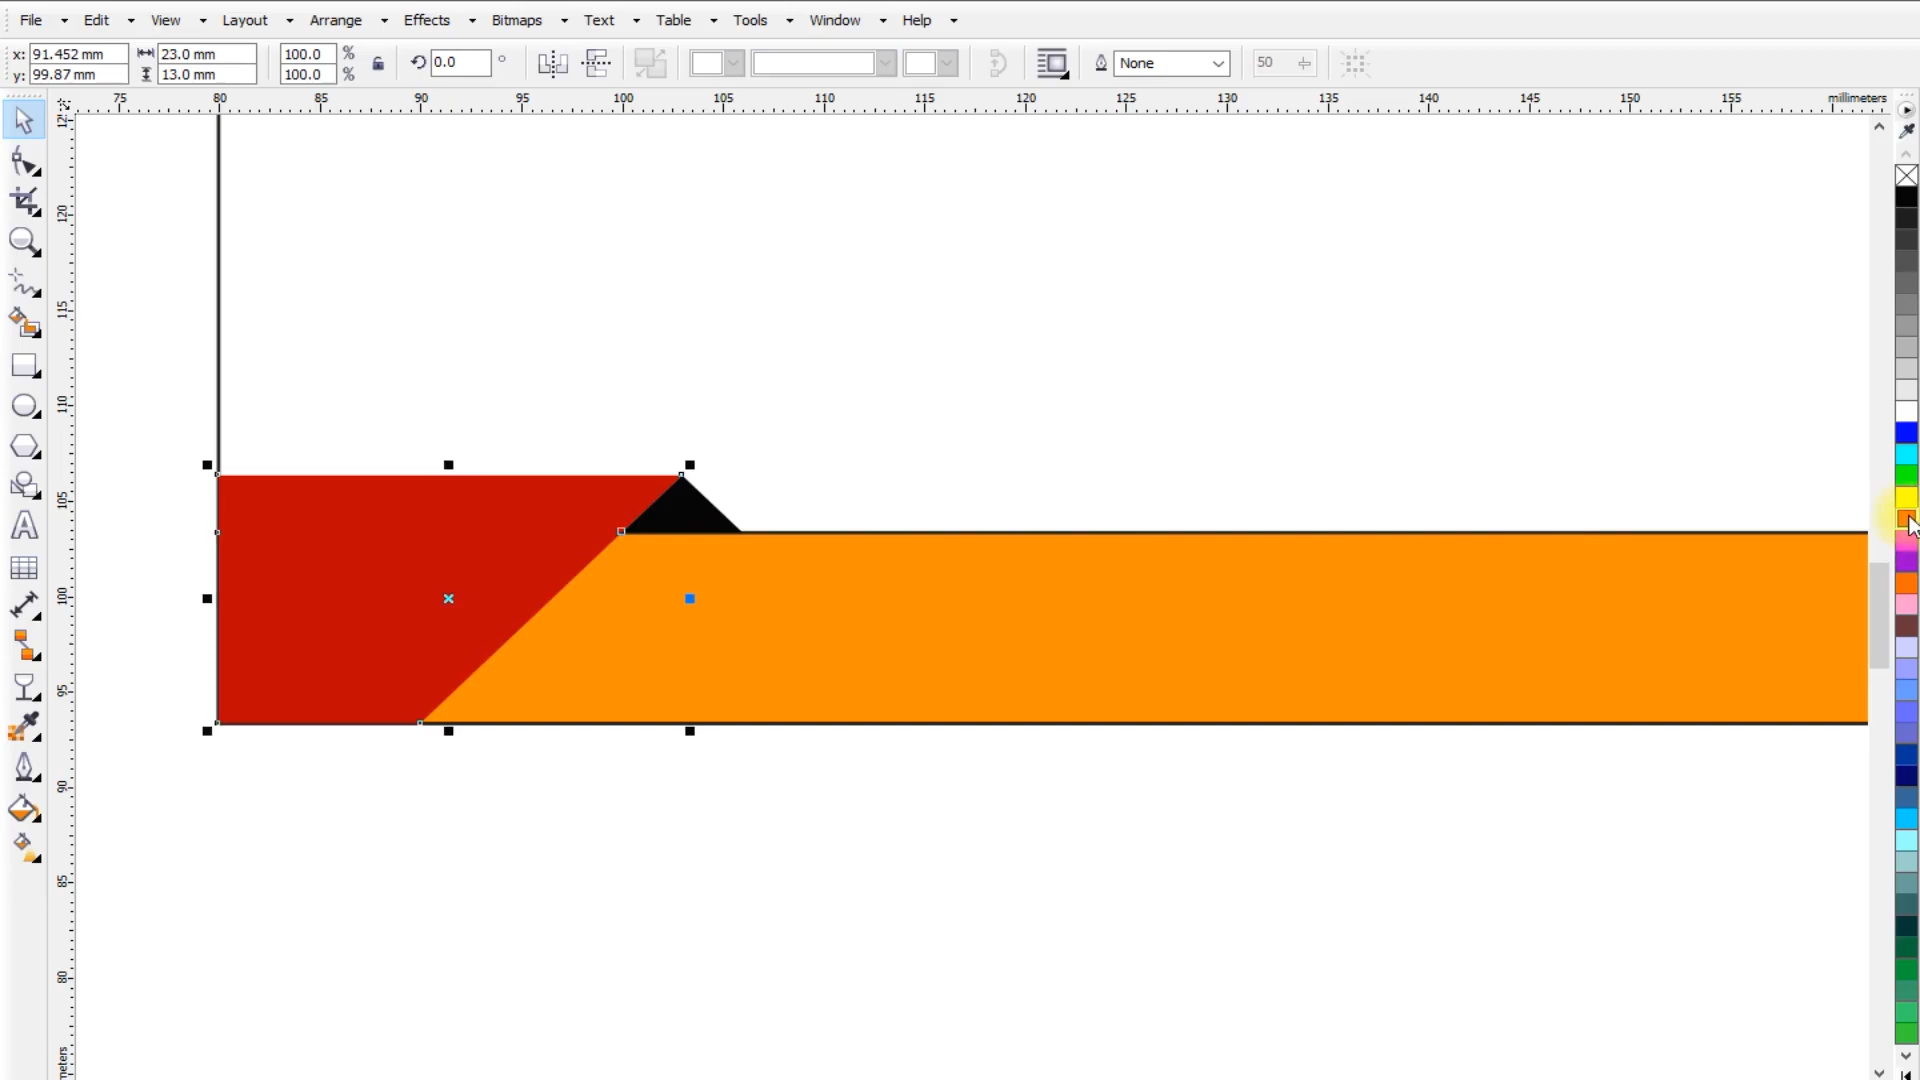 File Edit View Layout Arrange Effects Bitmaps Text Table Tools Window Help
x: 91.452 mm 23.0 mm 100.0 % 0.0 ° None 50
y: 99.87 mm 13.0 mm 100.0 %
75 80 85 90 95 100 105 110 115 120 125 130 135 140 145 150 155 millimeters
120
115
110
105
100
95
90
85
80